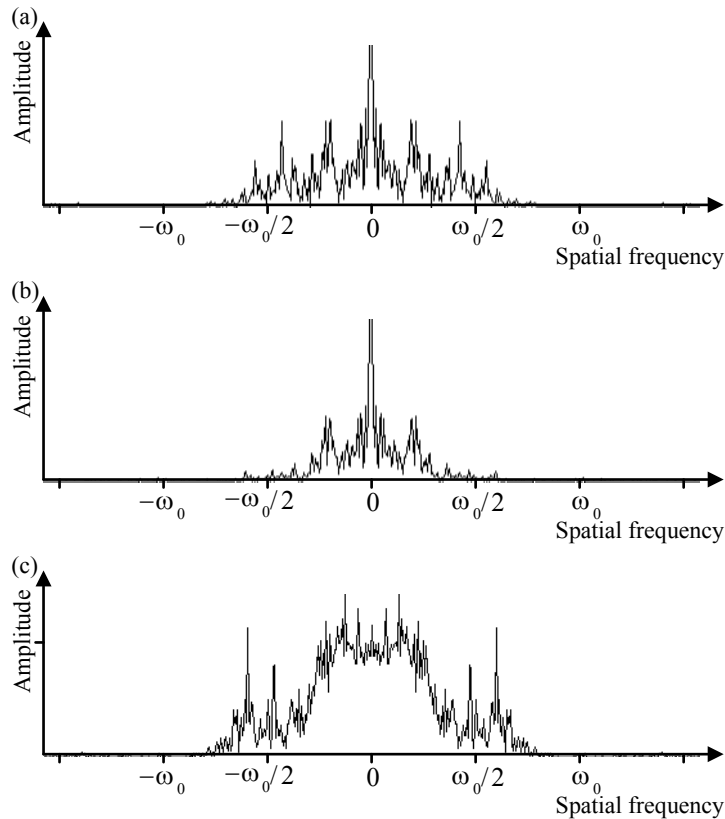 (a)
Amplitude
−ω₀ −ω₀/2 0 ω₀/2 ω₀
Spatial frequency
(b)
Amplitude
−ω₀ −ω₀/2 0 ω₀/2 ω₀
Spatial frequency
(c)
Amplitude
−ω₀ −ω₀/2 0 ω₀/2 ω₀
Spatial frequency